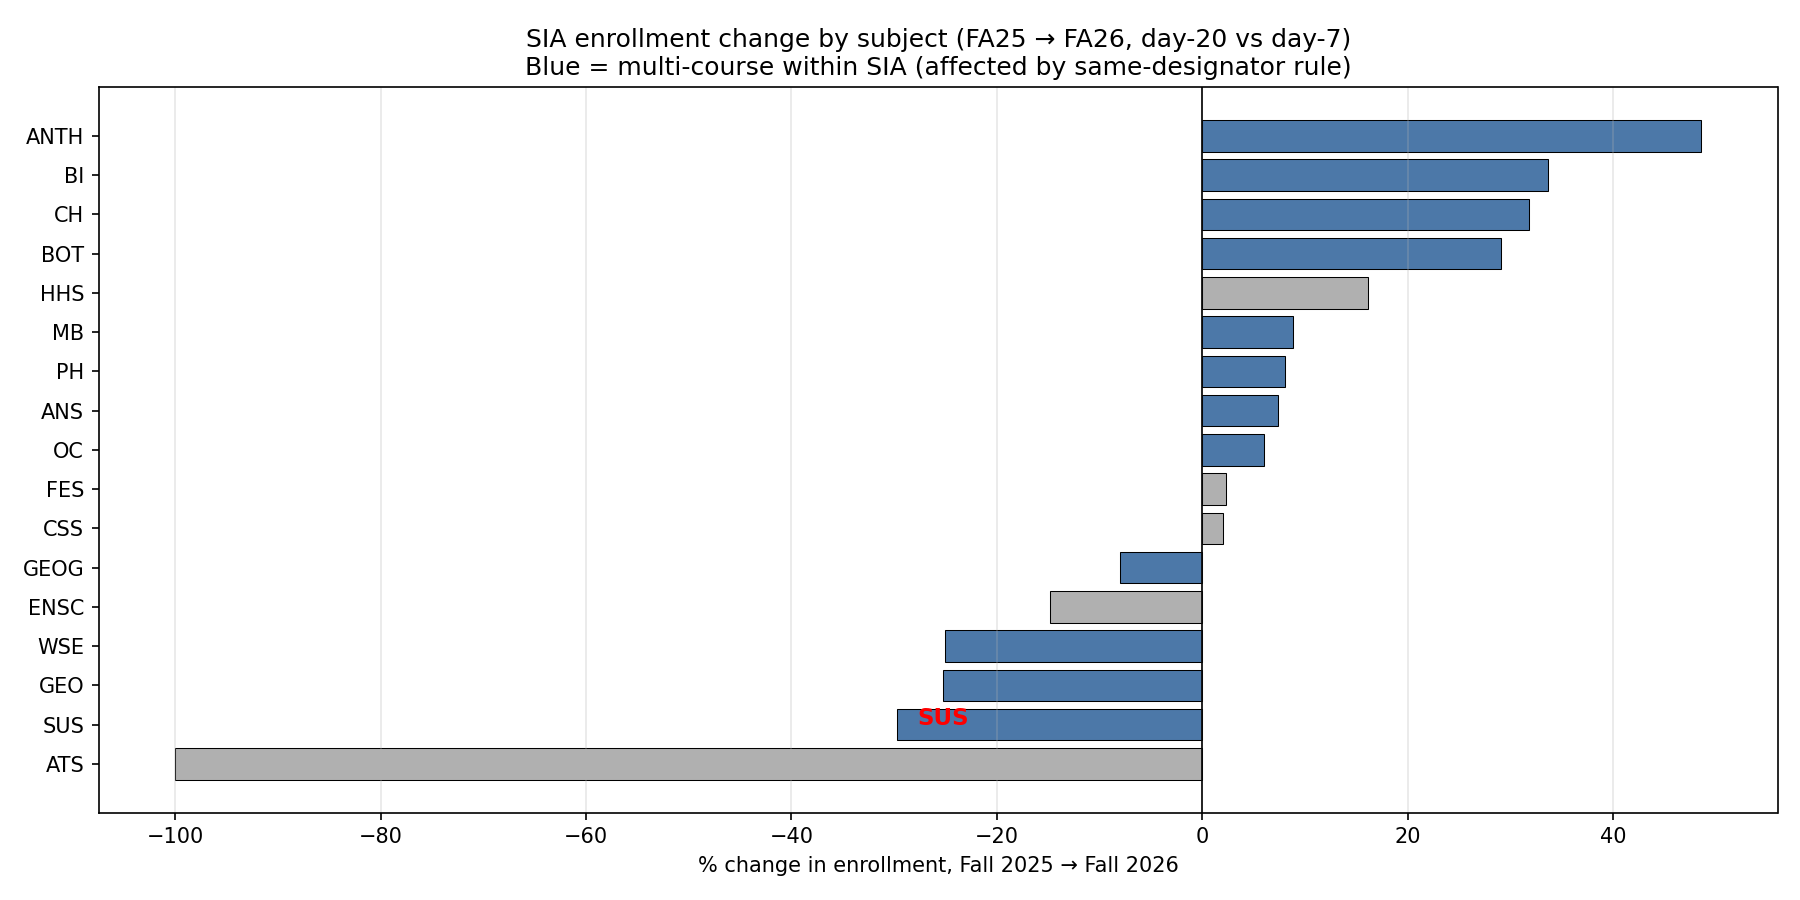 SIA enrollment change by subject (FA25 → FA26, day-20 vs day-7)
Blue = multi-course within SIA (affected by same-designator rule)
ANTH
BI
CH
BOT
HHS
MB
PH
ANS
OC
FES
CSS
GEOG
ENSC
WSE
GEO
SUS
SUS
ATS
−100 −80 −60 −40 −20 0 20 40
% change in enrollment, Fall 2025 → Fall 2026